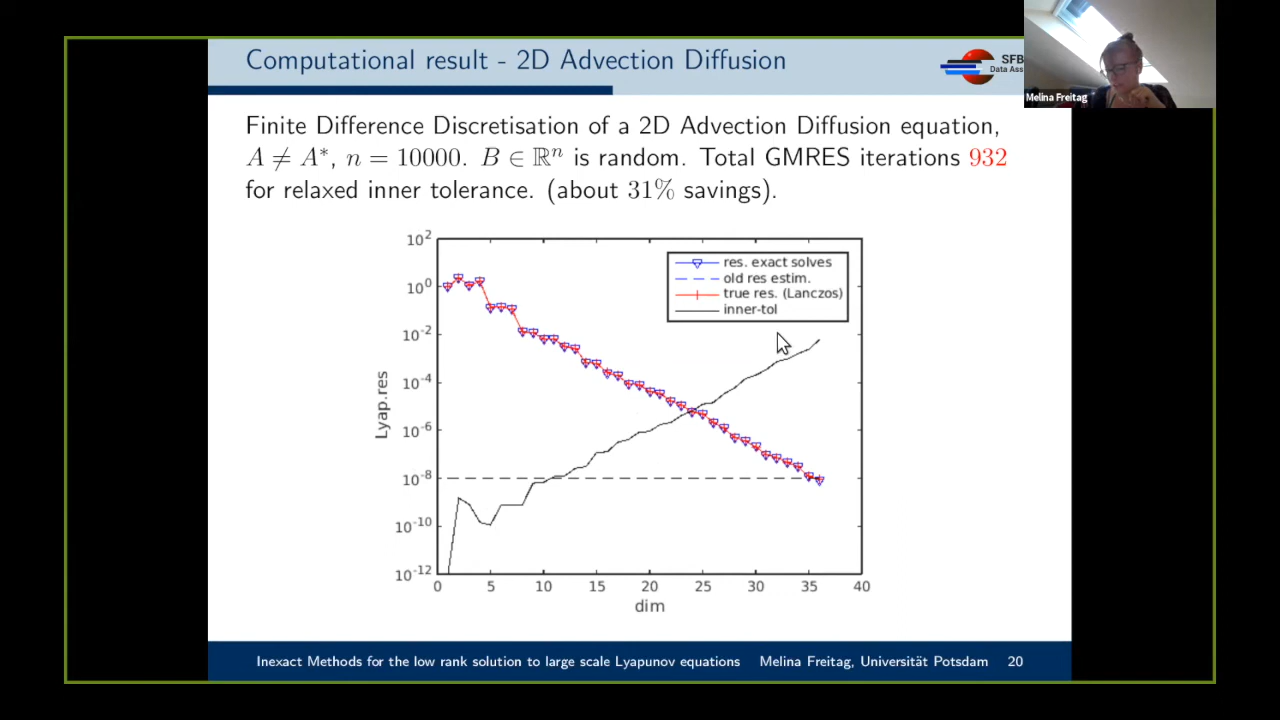 Computational result - 2D Advection Diffusion
SFB
Data Ass
Melina Freitag
Finite Difference Discretisation of a 2D Advection Diffusion equation,
A ≠ A*, n = 10000. B ∈ ℝⁿ is random. Total GMRES iterations 932
for relaxed inner tolerance. (about 31% savings).
10²
10⁰
10⁻²
10⁻⁴
10⁻⁶
10⁻⁸
10⁻¹⁰
10⁻¹²
Lyap.res
res. exact solves
old res estim.
true res. (Lanczos)
inner-tol
0 5 10 15 20 25 30 35 40
dim
Inexact Methods for the low rank solution to large scale Lyapunov equations Melina Freitag, Universität Potsdam 20